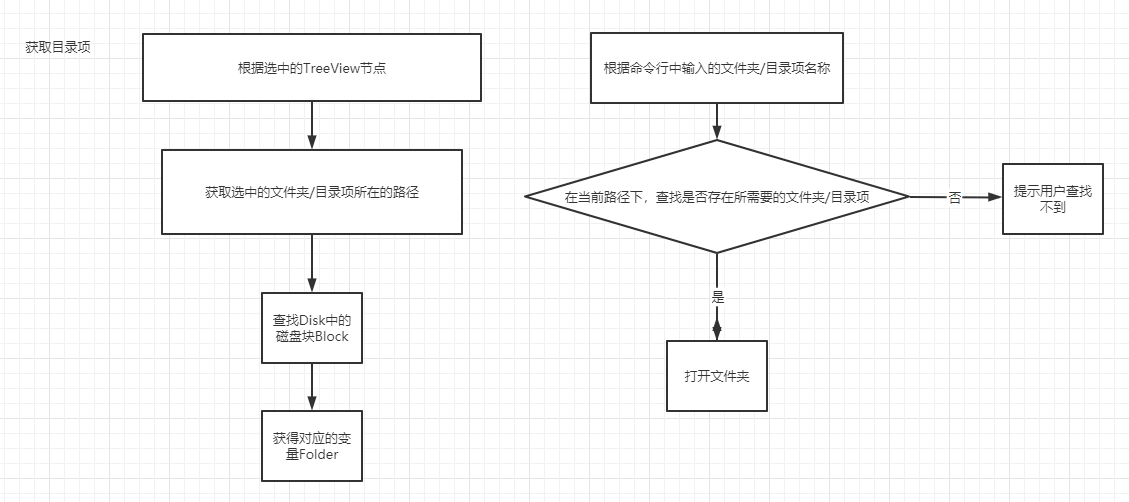 获取目录项
根据选中的TreeView节点
获取选中的文件夹/目录项所在的路径
查找Disk中的
磁盘块Block
获得对应的变
量Folder
根据命令行中输入的文件夹/目录项名称
在当前路径下，查找是否存在所需要的文件夹/目录项
否
提示用户查找
不到
是
打开文件夹